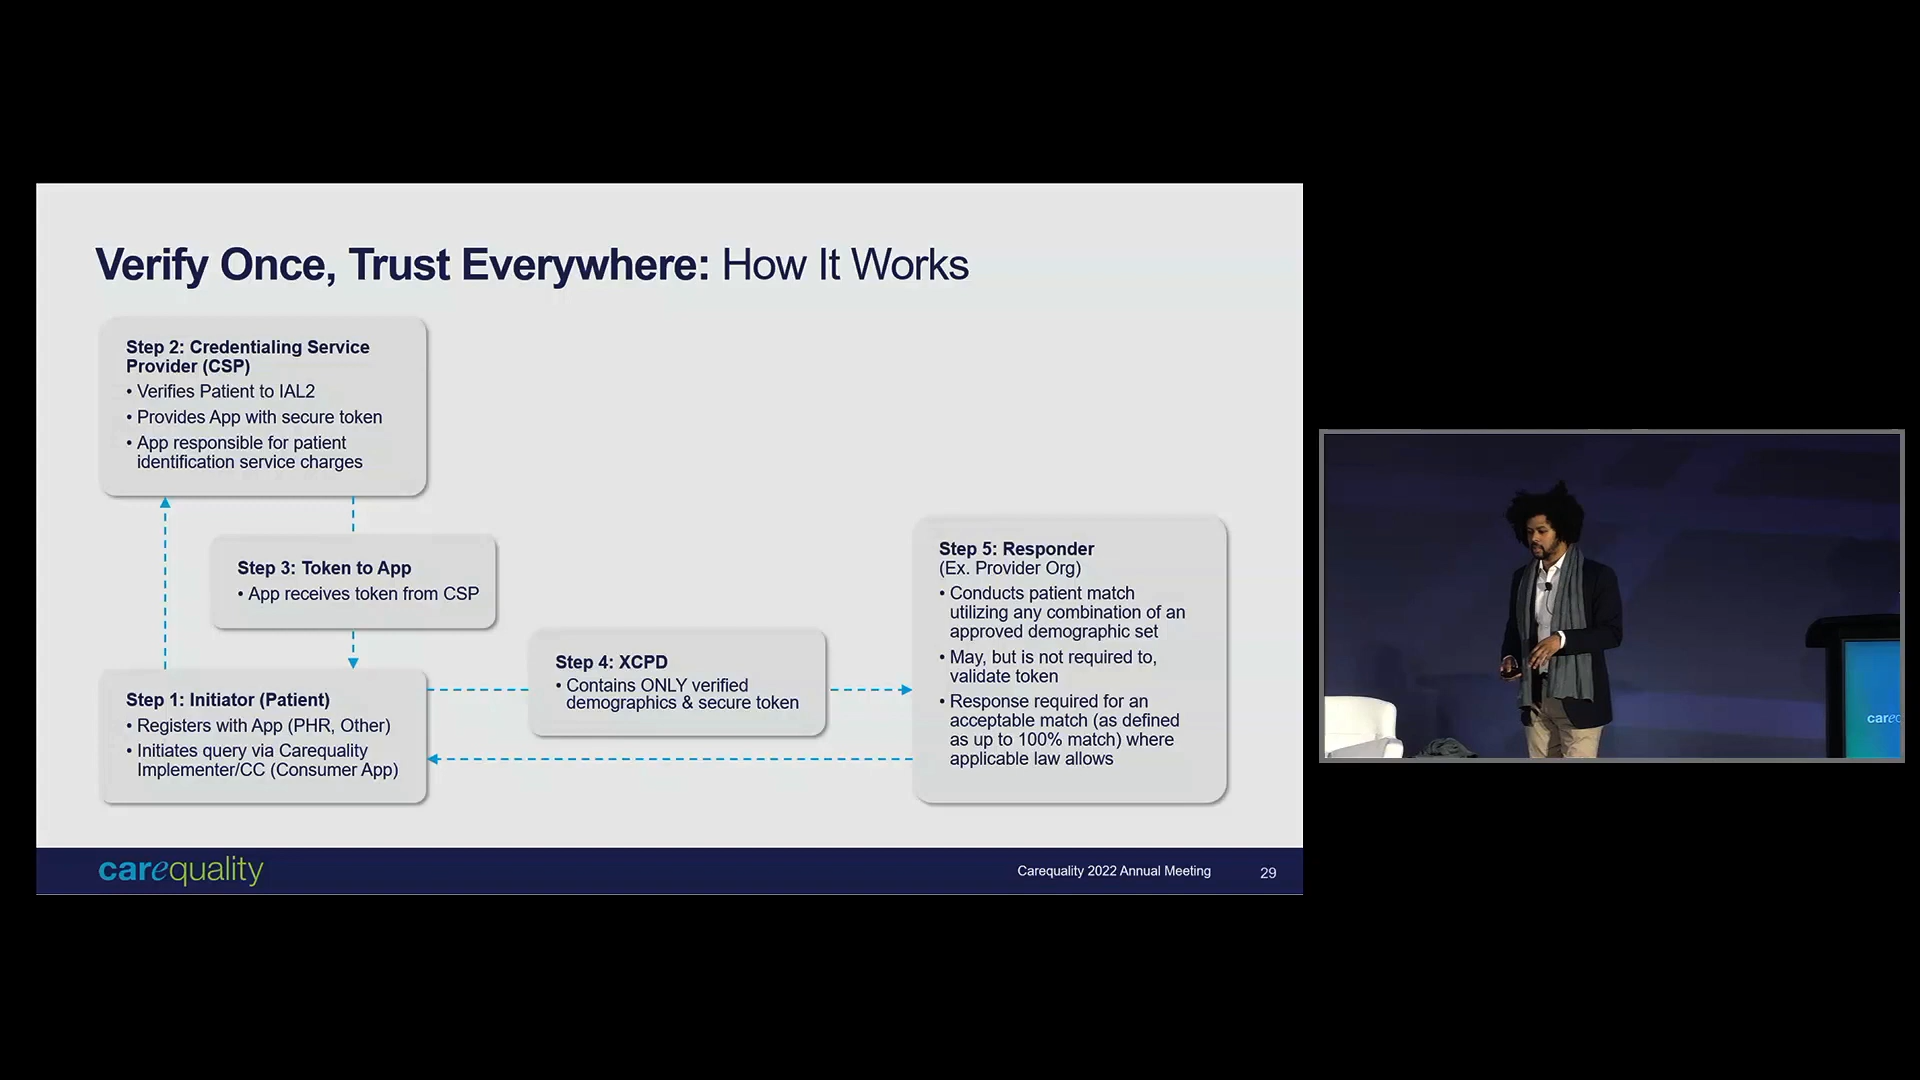 Verify Once, Trust Everywhere: How It Works
Step 2: Credentialing Service
Provider (CSP)
• Verifies Patient to IAL2
• Provides App with secure token
• App responsible for patient
identification service charges
Step 3: Token to App
• App receives token from CSP
Step 1: Initiator (Patient)
• Registers with App (PHR, Other)
• Initiates query via Carequality
Implementer/CC (Consumer App)
Step 4: XCPD
• Contains ONLY verified
demographics & secure token
Step 5: Responder
(Ex. Provider Org)
• Conducts patient match
utilizing any combination of an
approved demographic set
• May, but is not required to,
validate token
• Response required for an
acceptable match (as defined
as up to 100% match) where
applicable law allows
carequality
Carequality 2022 Annual Meeting
29